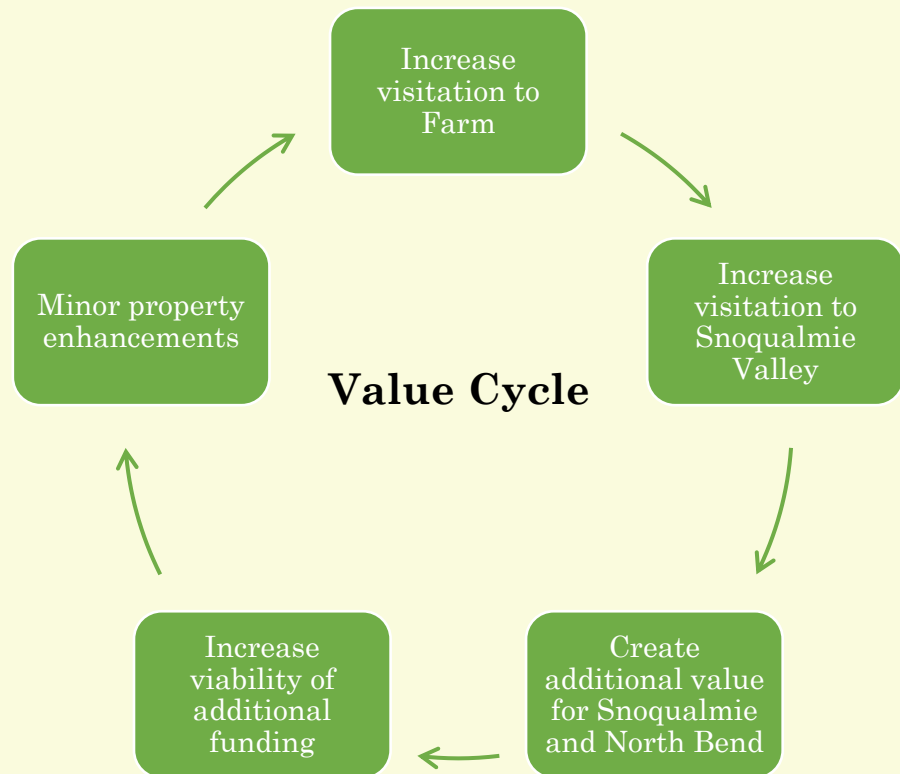 Increase
visitation to
Farm
Increase
visitation to
Snoqualmie
Valley
Create
additional value
for Snoqualmie
and North Bend
Increase
viability of
additional
funding
Minor property
enhancements
Value Cycle